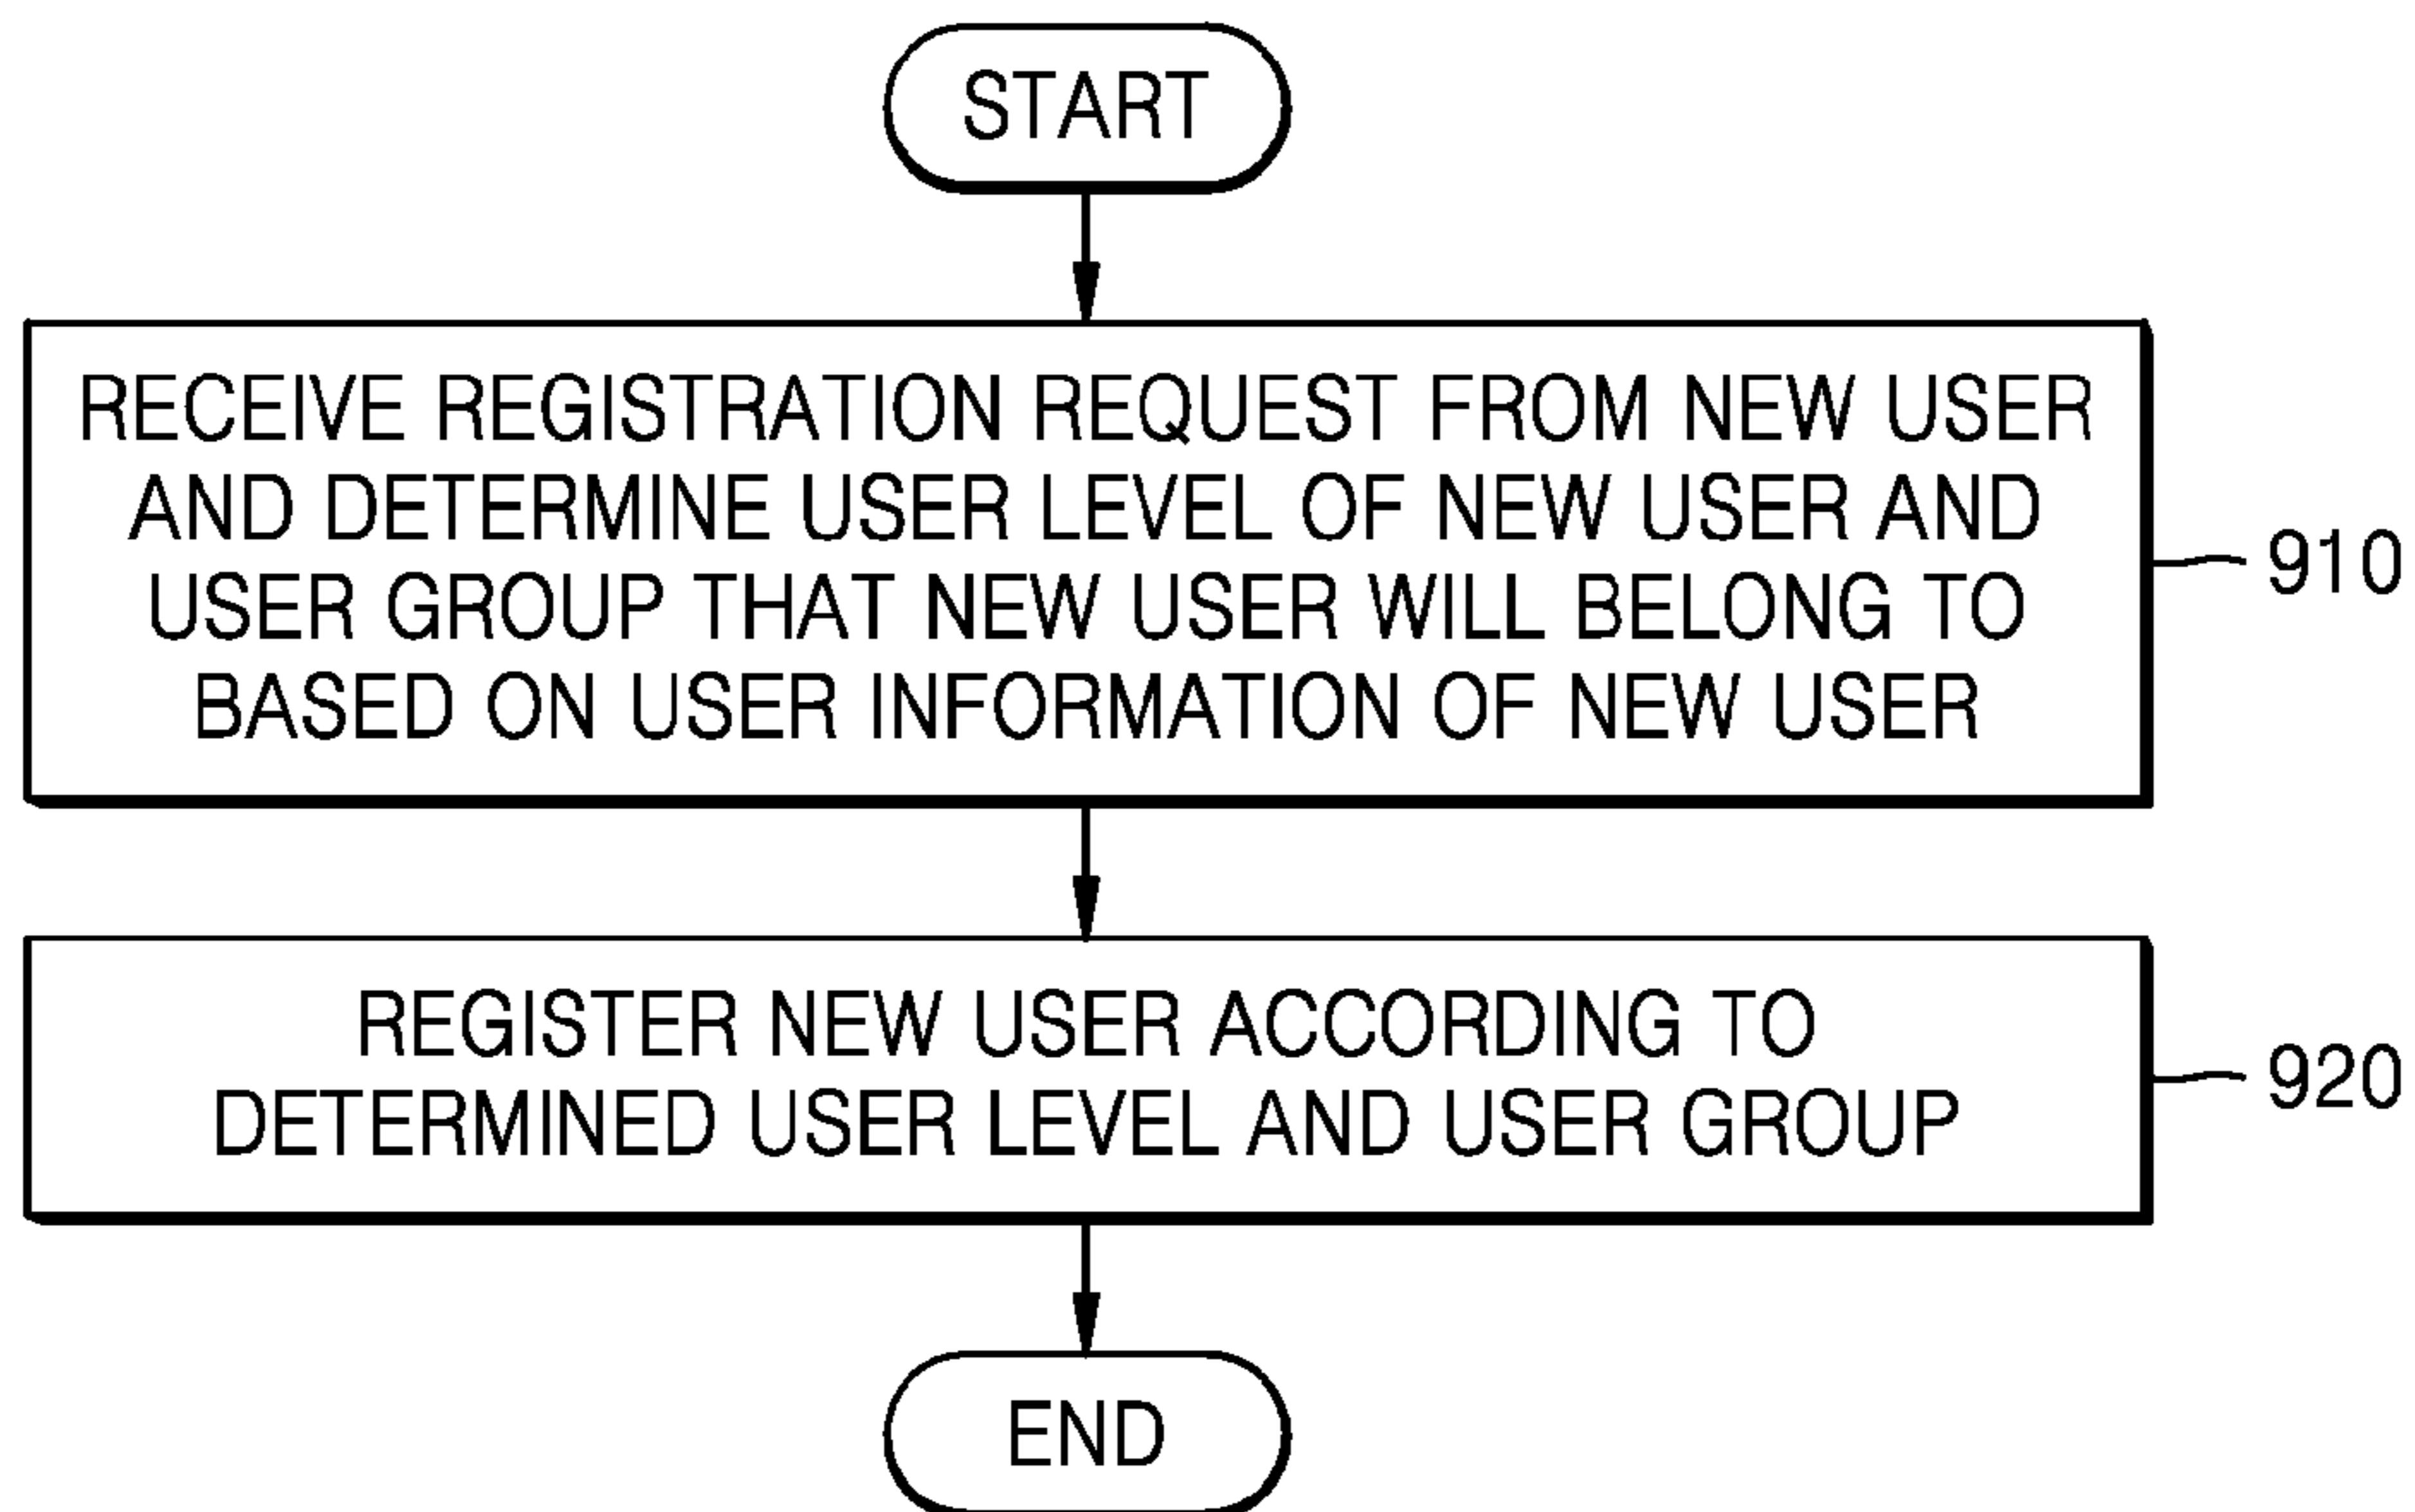 START
RECEIVE REGISTRATION REQUEST FROM NEW USER
AND DETERMINE USER LEVEL OF NEW USER AND
USER GROUP THAT NEW USER WILL BELONG TO
BASED ON USER INFORMATION OF NEW USER
910
REGISTER NEW USER ACCORDING TO
DETERMINED USER LEVEL AND USER GROUP
920
END